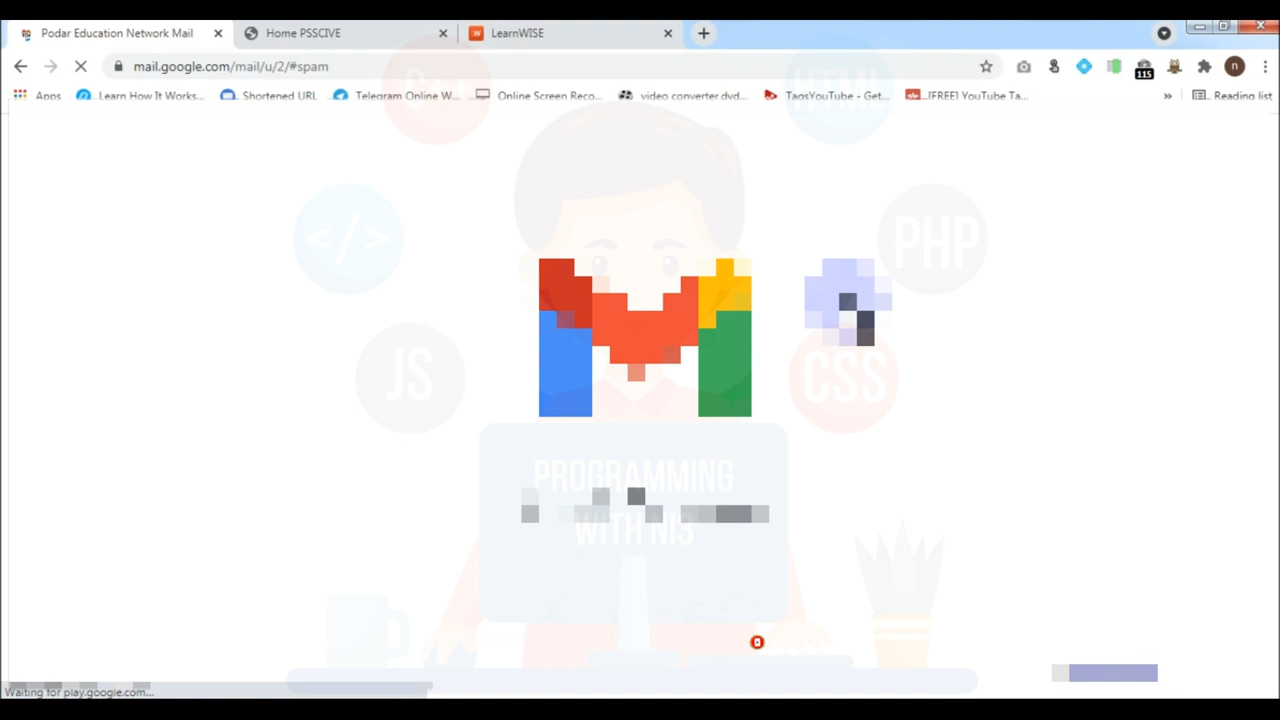 Podar Education Network Mail
Home PSSCIVE
LearnWISE
mail.google.com/mail/u/2/#spam
115
n
Apps
Learn How It Works...
Shortened URL
Telegram Online W...
Online Screen Reco...
video converter dvd...
TagsYouTube - Get...
[FREE] YouTube Ta...
»
Reading list
C++
HTML
</>
PHP
JS
CSS
PROGRAMMING
WITH NI3
Waiting for play.google.com...